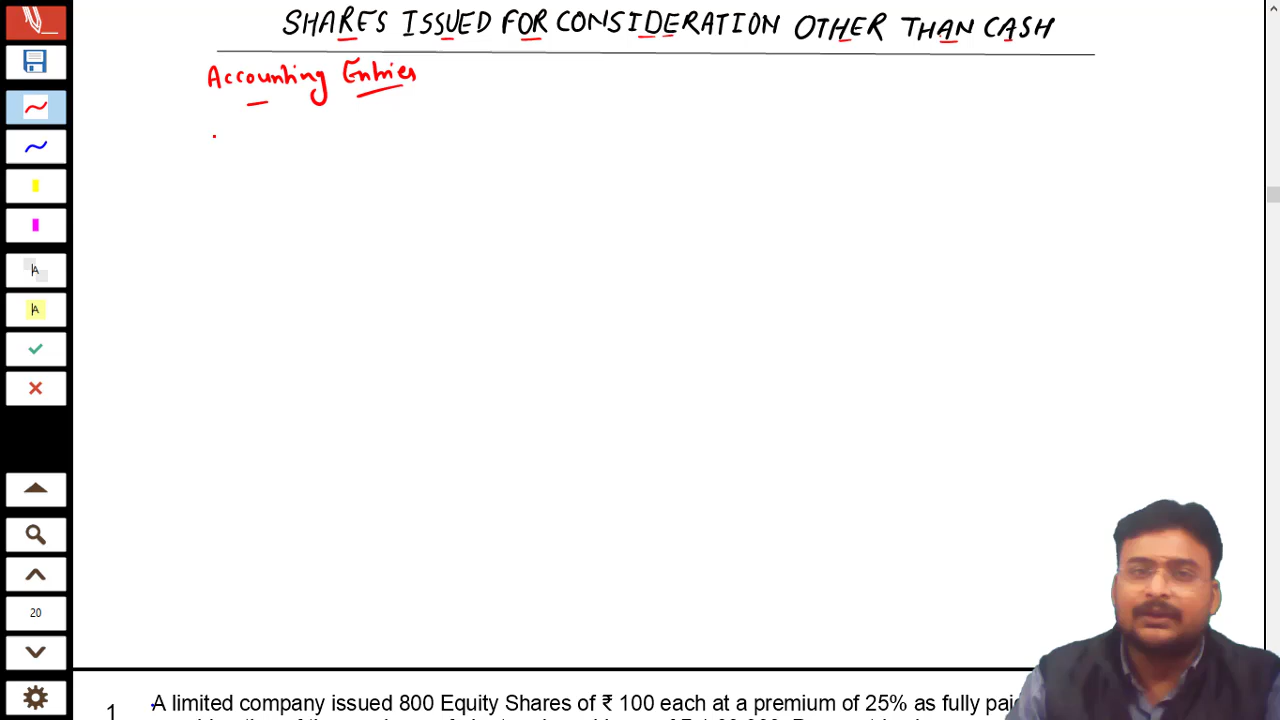 SHARES ISSUED FOR CONSIDERATION OTHER THAN CASH
Accounting Entries
20
1 A limited company issued 800 Equity Shares of ₹ 100 each at a premium of 25% as fully paid